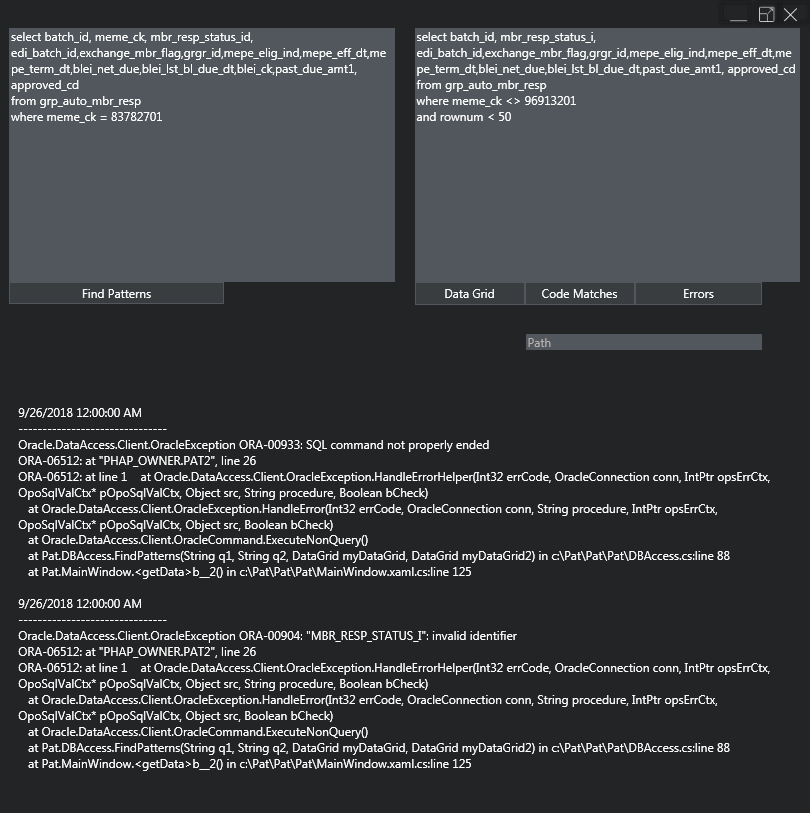 select batch_id, meme_ck, mbr_resp_status_id,
edi_batch_id,exchange_mbr_flag,grgr_id,mepe_elig_ind,mepe_eff_dt,me
pe_term_dt,blei_net_due,blei_lst_bl_due_dt,blei_ck,past_due_amt1,
approved_cd
from grp_auto_mbr_resp
where meme_ck = 83782701
select batch_id, mbr_resp_status_i,
edi_batch_id,exchange_mbr_flag,grgr_id,mepe_elig_ind,mepe_eff_dt,me
pe_term_dt,blei_net_due,blei_lst_bl_due_dt,past_due_amt1, approved_cd
from grp_auto_mbr_resp
where meme_ck <> 96913201
and rownum < 50
Find Patterns
Data Grid
Code Matches
Errors
Path
9/26/2018 12:00:00 AM
-------------------------------
Oracle.DataAccess.Client.OracleException ORA-00933: SQL command not properly ended
ORA-06512: at "PHAP_OWNER.PAT2", line 26
ORA-06512: at line 1    at Oracle.DataAccess.Client.OracleException.HandleErrorHelper(Int32 errCode, OracleConnection conn, IntPtr opsErrCtx,
OpoSqlValCtx* pOpoSqlValCtx, Object src, String procedure, Boolean bCheck)
at Oracle.DataAccess.Client.OracleException.HandleError(Int32 errCode, OracleConnection conn, String procedure, IntPtr opsErrCtx,
OpoSqlValCtx* pOpoSqlValCtx, Object src, Boolean bCheck)
at Oracle.DataAccess.Client.OracleCommand.ExecuteNonQuery()
at Pat.DBAccess.FindPatterns(String q1, String q2, DataGrid myDataGrid, DataGrid myDataGrid2) in c:\Pat\Pat\Pat\DBAccess.cs:line 88
at Pat.MainWindow.<getData>b__2() in c:\Pat\Pat\Pat\MainWindow.xaml.cs:line 125
9/26/2018 12:00:00 AM
-------------------------------
Oracle.DataAccess.Client.OracleException ORA-00904: "MBR_RESP_STATUS_I": invalid identifier
ORA-06512: at "PHAP_OWNER.PAT2", line 26
ORA-06512: at line 1    at Oracle.DataAccess.Client.OracleException.HandleErrorHelper(Int32 errCode, OracleConnection conn, IntPtr opsErrCtx,
OpoSqlValCtx* pOpoSqlValCtx, Object src, String procedure, Boolean bCheck)
at Oracle.DataAccess.Client.OracleException.HandleError(Int32 errCode, OracleConnection conn, String procedure, IntPtr opsErrCtx,
OpoSqlValCtx* pOpoSqlValCtx, Object src, Boolean bCheck)
at Oracle.DataAccess.Client.OracleCommand.ExecuteNonQuery()
at Pat.DBAccess.FindPatterns(String q1, String q2, DataGrid myDataGrid, DataGrid myDataGrid2) in c:\Pat\Pat\Pat\DBAccess.cs:line 88
at Pat.MainWindow.<getData>b__2() in c:\Pat\Pat\Pat\MainWindow.xaml.cs:line 125